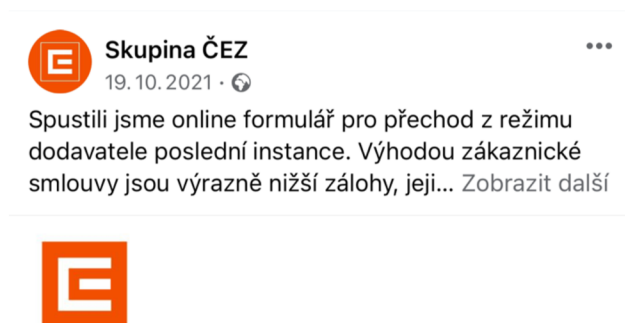 Skupina ČEZ
19. 10. 2021 ·
Spustili jsme online formulář pro přechod z režimu
dodavatele poslední instance. Výhodou zákaznické
smlouvy jsou výrazně nižší zálohy, jeji... Zobrazit další